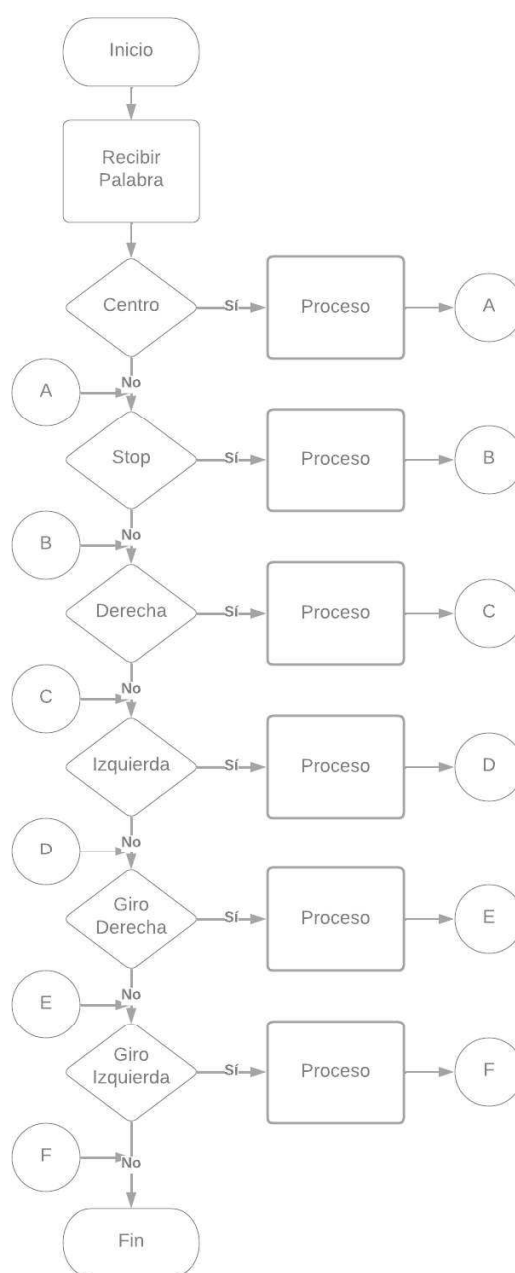 Inicio
Recibir
Palabra
Centro
Sí
Proceso
A
No
A
Stop
Sí
Proceso
B
No
B
Derecha
Sí
Proceso
C
No
C
Izquierda
Sí
Proceso
D
No
D
Giro
Derecha
Sí
Proceso
E
No
E
Giro
Izquierda
Sí
Proceso
F
No
F
Fin